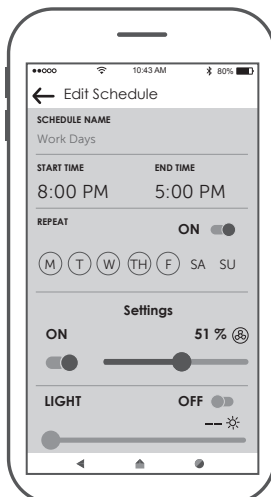 10:43 AM 80%
Edit Schedule
SCHEDULE NAME
Work Days
START TIME END TIME
8:00 PM 5:00 PM
REPEAT ON
M T W TH F SA SU
Settings
ON 51 %
LIGHT OFF
--